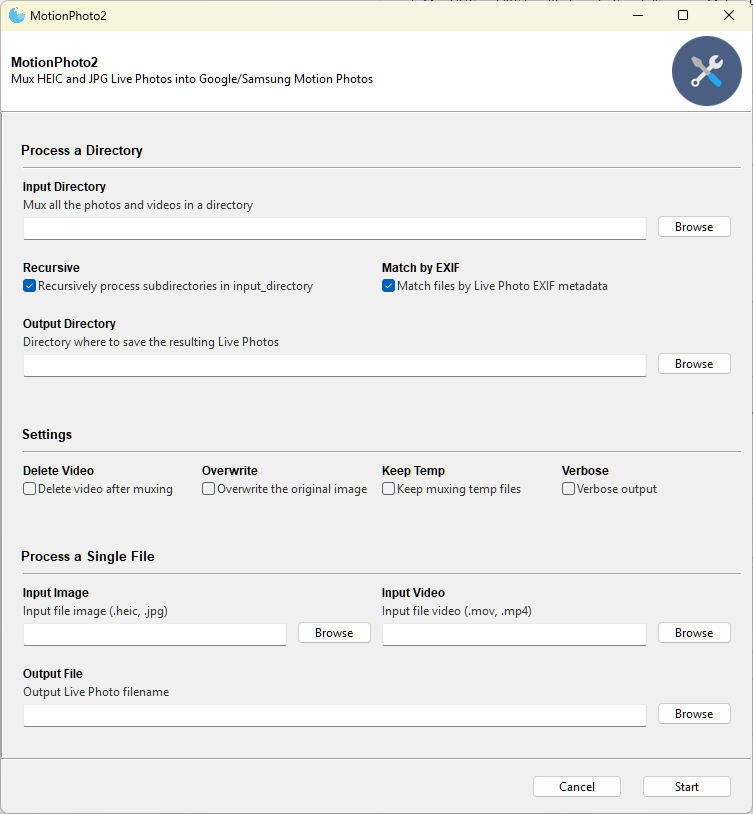 MotionPhoto2
MotionPhoto2
Mux HEIC and JPG Live Photos into Google/Samsung Motion Photos
Process a Directory
Input Directory
Mux all the photos and videos in a directory
Browse
Recursive
Match by EXIF
Recursively process subdirectories in input_directory
Match files by Live Photo EXIF metadata
Output Directory
Directory where to save the resulting Live Photos
Browse
Settings
Delete Video
Overwrite
Keep Temp
Verbose
Delete video after muxing
Overwrite the original image
Keep muxing temp files
Verbose output
Process a Single File
Input Image
Input Video
Input file image (.heic, .jpg)
Input file video (.mov, .mp4)
Browse
Browse
Output File
Output Live Photo filename
Browse
Cancel
Start